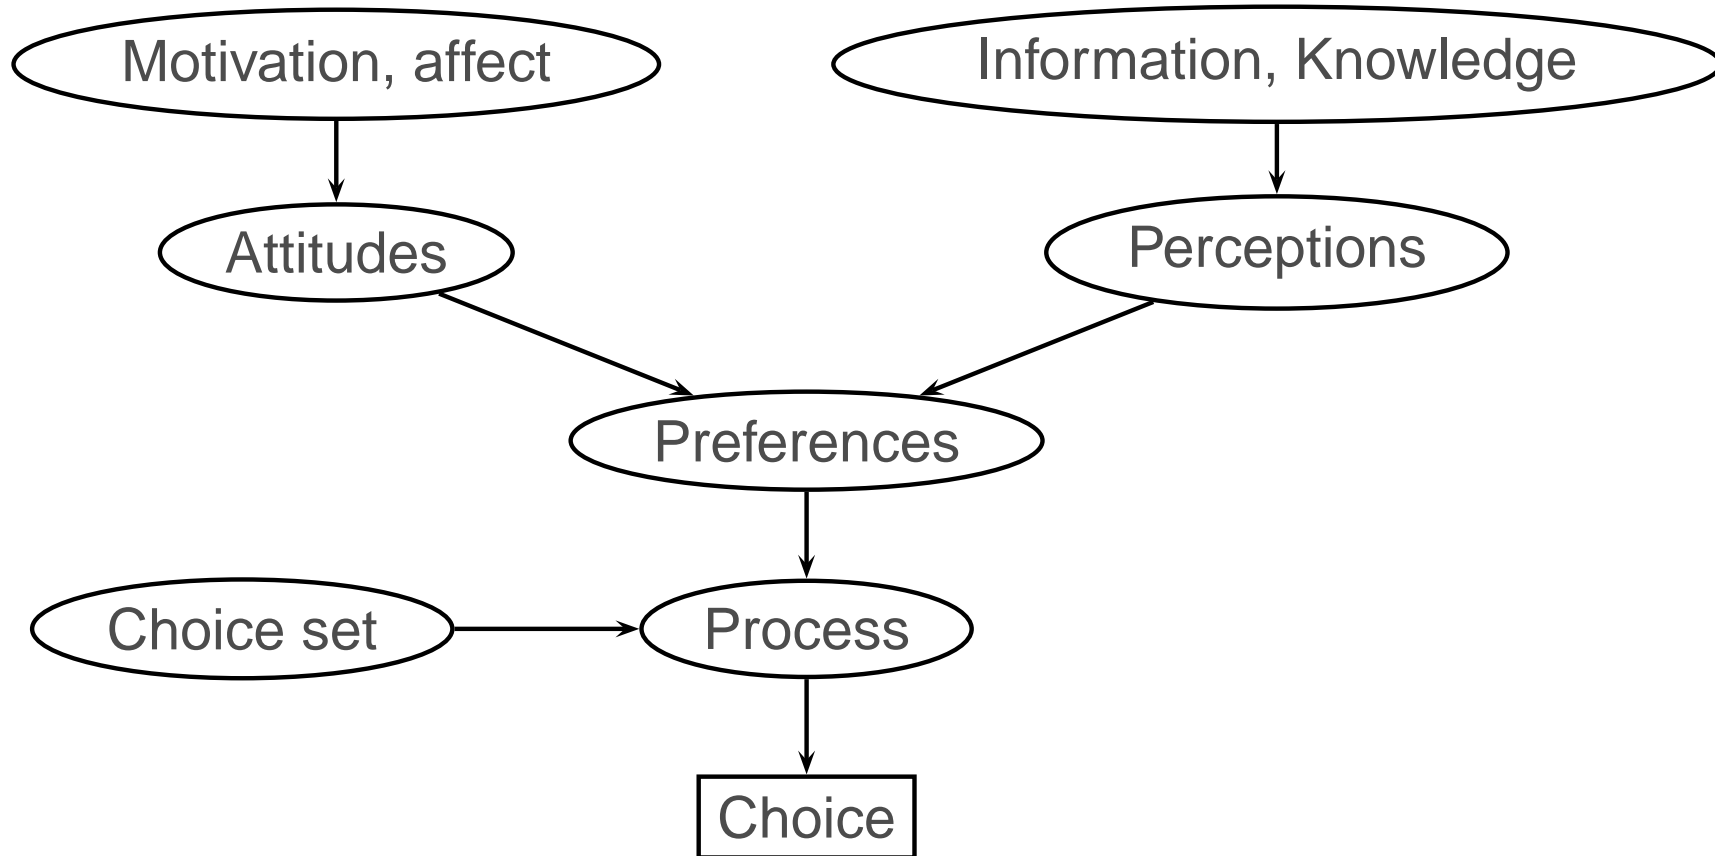 Motivation, affect
Information, Knowledge
Attitudes
Perceptions
Preferences
Choice set
Process
Choice